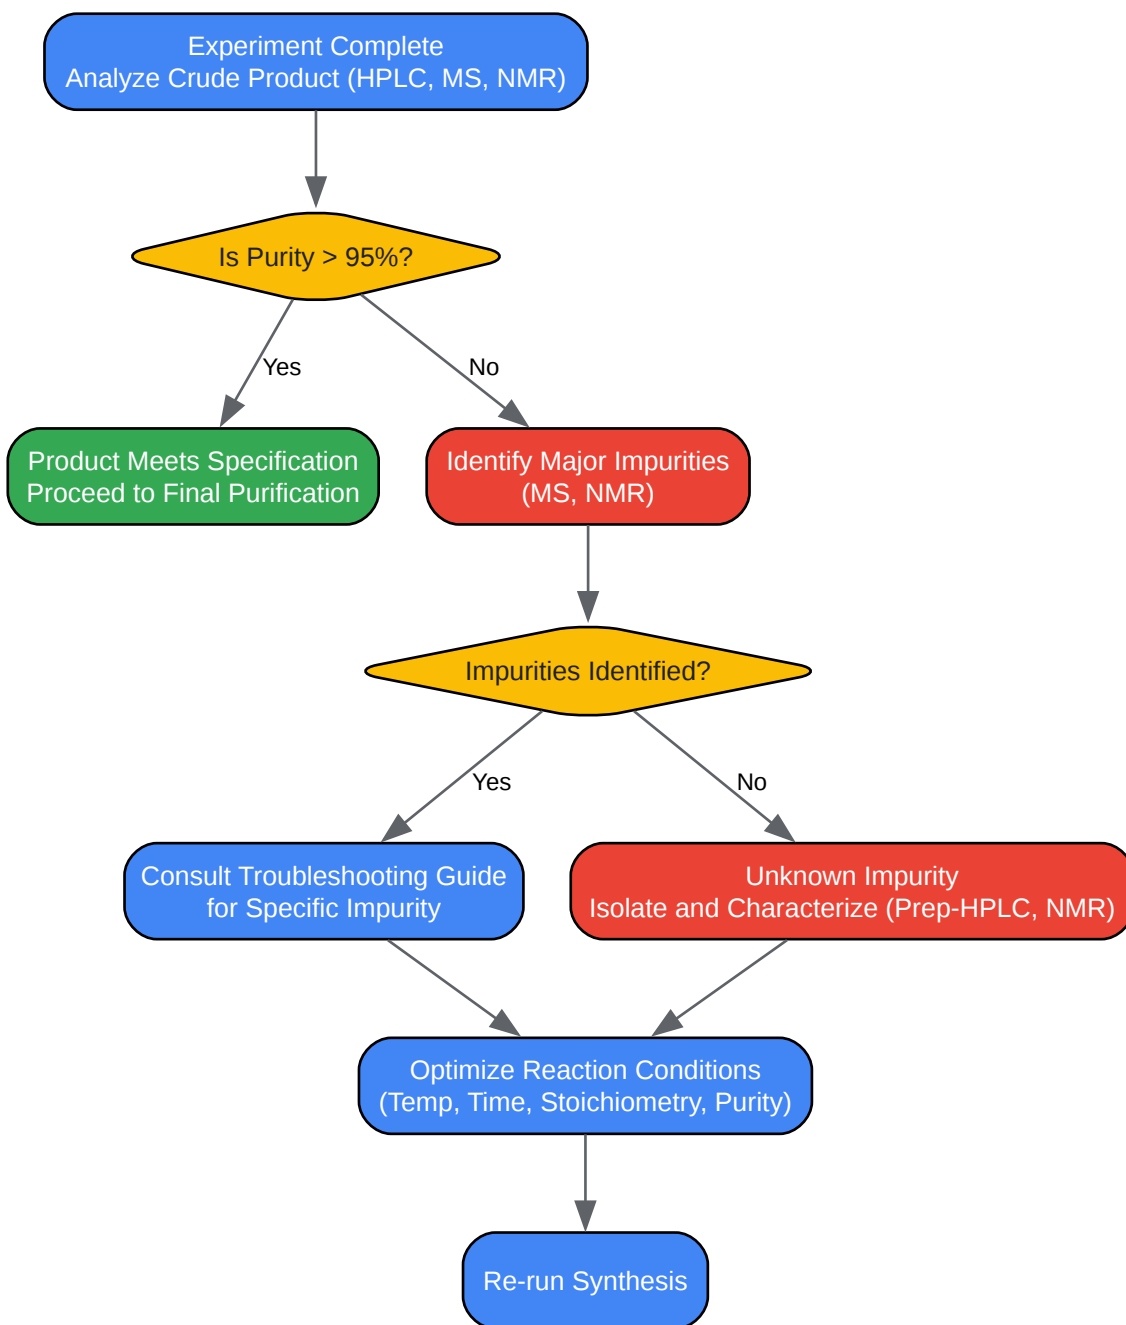 Experiment Complete
Analyze Crude Product (HPLC, MS, NMR)
Is Purity > 95%?
Yes
No
Product Meets Specification
Proceed to Final Purification
Identify Major Impurities
(MS, NMR)
Impurities Identified?
Yes
No
Consult Troubleshooting Guide
for Specific Impurity
Unknown Impurity
Isolate and Characterize (Prep-HPLC, NMR)
Optimize Reaction Conditions
(Temp, Time, Stoichiometry, Purity)
Re-run Synthesis